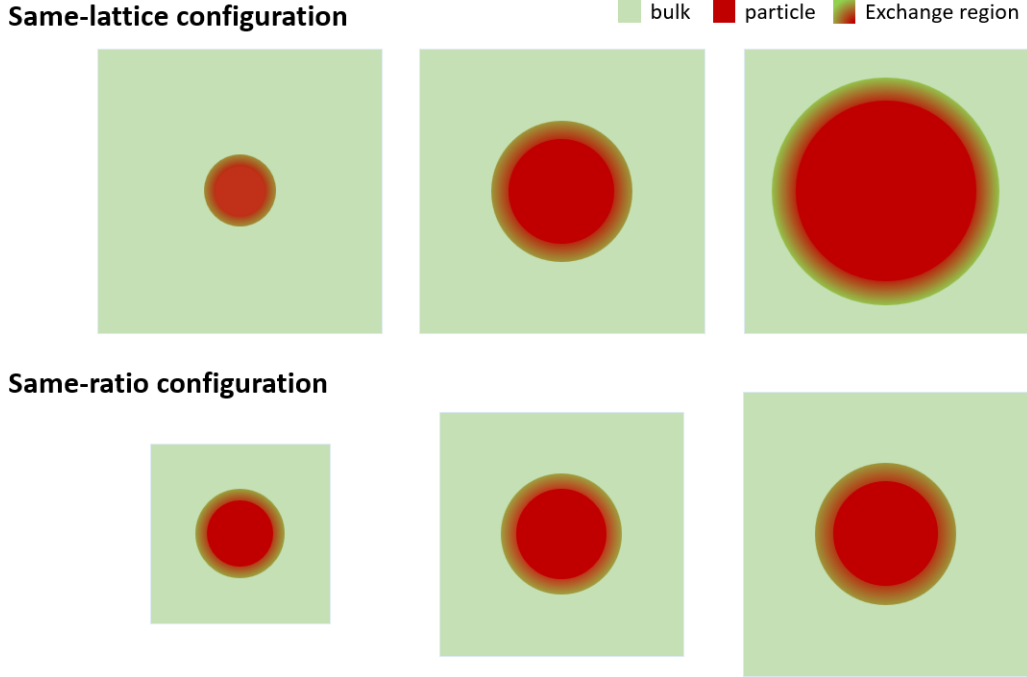 Same-lattice configuration
bulk particle Exchange region
Same-ratio configuration